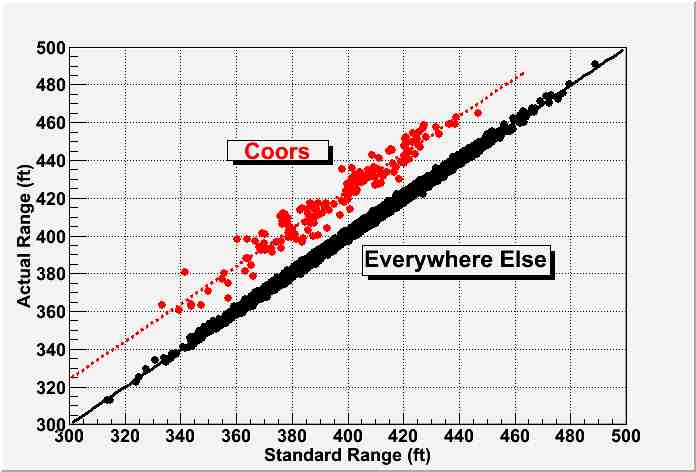 500
480
460
440
420
400
380
360
340
320
300
Actual Range (ft)
Coors
Everywhere Else
300 320 340 360 380 400 420 440 460 480 500
Standard Range (ft)